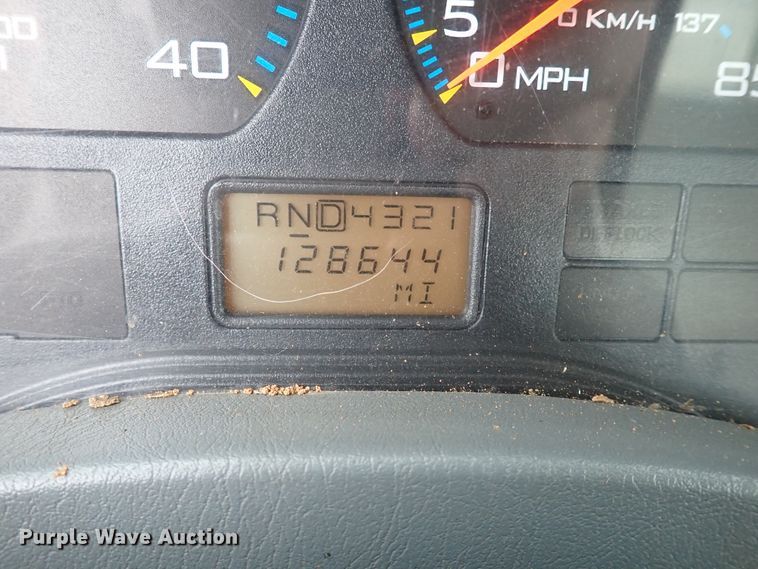 40
5
0 MPH
0 KM/H 137
RND4321
128644
MI
Purple Wave Auction